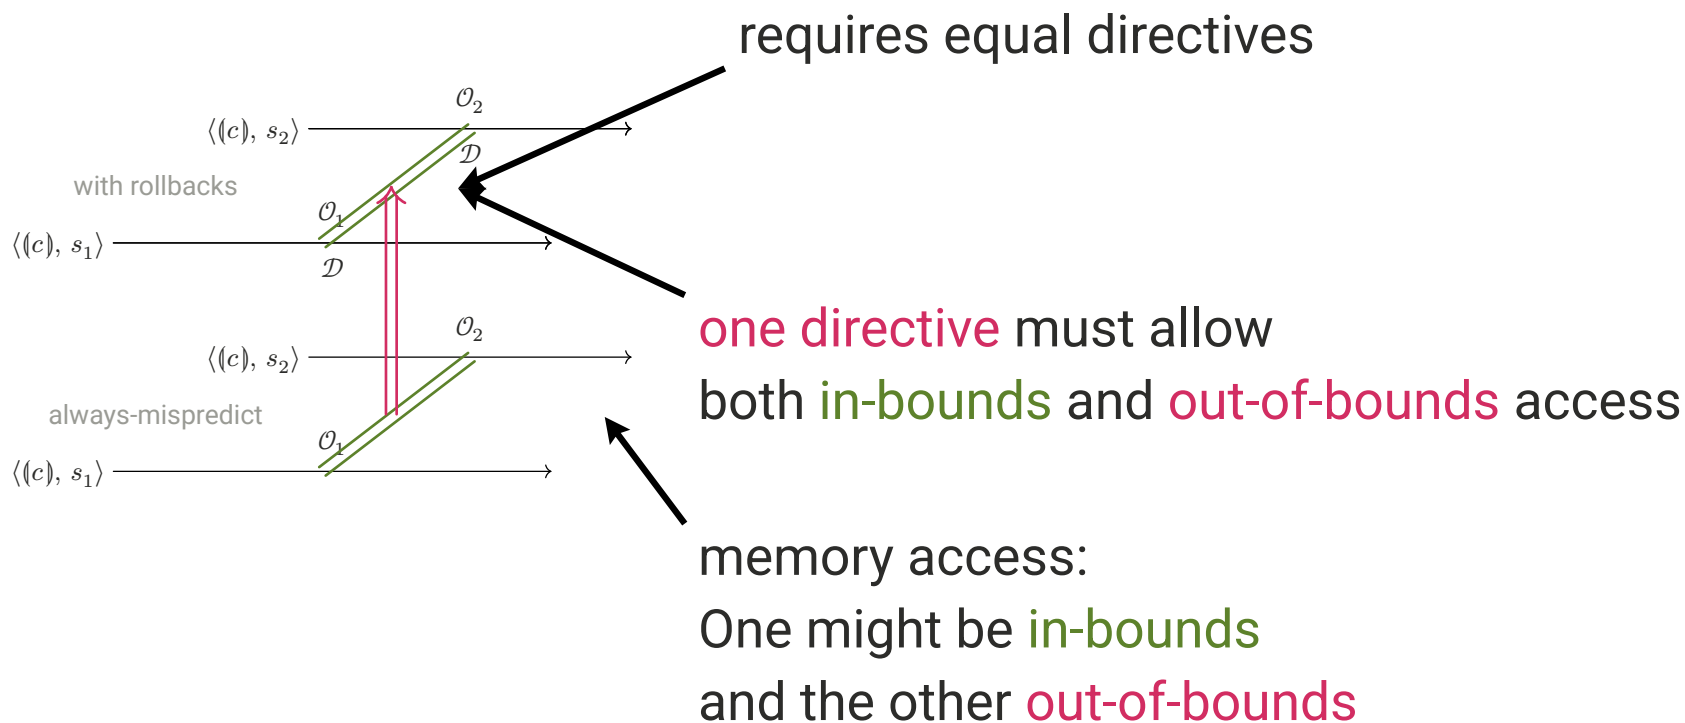 requires equal directives
𝒪₂
⟨⦇c⦈, s₂⟩
𝒟
with rollbacks
𝒪₁
⟨⦇c⦈, s₁⟩
𝒟
one directive must allow
both in-bounds and out-of-bounds access
𝒪₂
⟨⦇c⦈, s₂⟩
always-mispredict
𝒪₁
⟨⦇c⦈, s₁⟩
memory access:
One might be in-bounds
and the other out-of-bounds